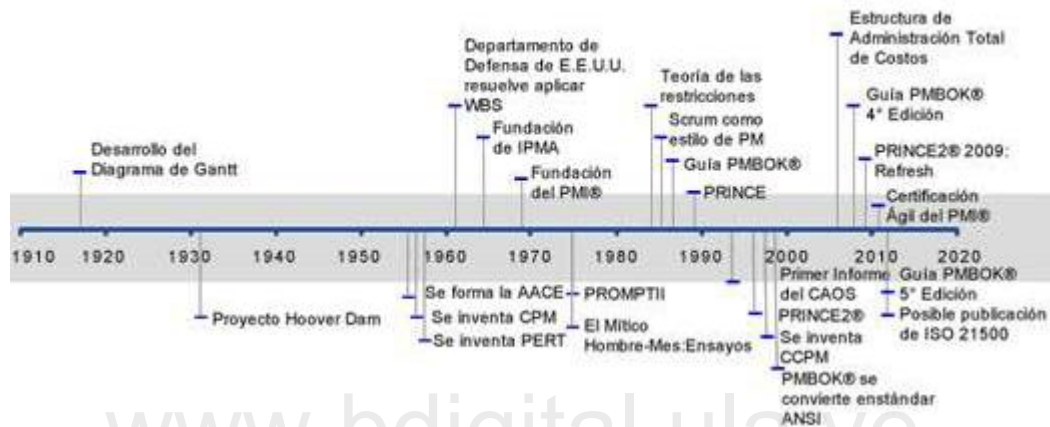 Estructura de
Administración Total
de Costos
Departamento de
Defensa de E.E.U.U.
resuelve aplicar
WBS
Teoría de las
restricciones
Guía PMBOK®
4° Edición
Fundación
de IPMA
Scrum como
estilo de PM
Desarrollo del
Diagrama de Gantt
Guía PMBOK®
PRINCE2® 2009:
Refresh
Fundación
del PMI®
PRINCE
Certificación
Ágil del PMI®
1910 1920 1930 1940 1950 1960 1970 1980 1990 2000 2010 2020
Proyecto Hoover Dam
Se forma la AACE
Se inventa CPM
Se inventa PERT
PROMPTII
El Mítico
Hombre-Mes:Ensayos
Primer Informe
del CAOS
PRINCE2®
Se inventa
CCPM
PMBOK® se
convierte enstándar
ANSI
Guía PMBOK®
5° Edición
Posible publicación
de ISO 21500
www.bdigital.ula.ve